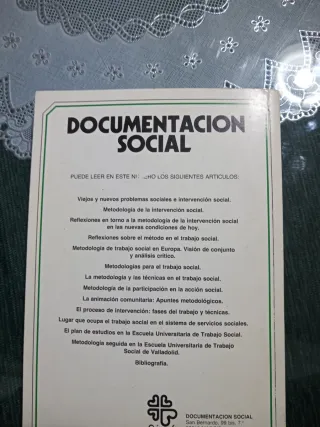 DOCUMENTACION
SOCIAL
PUEDE LEER EN ESTE LOS SIGUIENTES ARTICULOS:
Viejos y nuevos problemas sociales e intervención social.
Metodología de la intervención social.
Reflexiones en torno a la metodología de la intervención social
en las nuevas condiciones de hoy.
Reflexiones sobre el método en el trabajo social.
Metodología de trabajo social en Europa. Visión de conjunto
y análisis crítico.
Metodologías para el trabajo social.
La metodología y las técnicas en el trabajo social.
Metodología de la participación en la acción social.
La animación comunitaria: Apuntes metodológicos.
El proceso de intervención: fases del trabajo y técnicas.
Lugar que ocupa el trabajo social en el sistema de servicios sociales.
El plan de estudios en la Escuela Universitaria de Trabajo Social.
Metodología seguida en la Escuela Universitaria de Trabajo
Social de Valladolid.
Bibliografía.
DOCUMENTACION SOCIAL
San Bernardo, 99 bis, 7.º